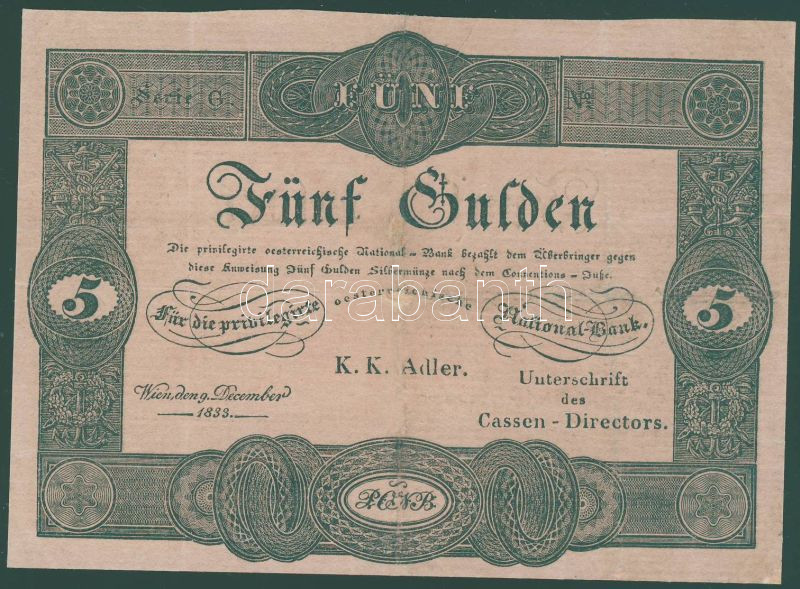 FÜNF
Serie G.
No.
Fünf Gulden
Die privilegirte oesterreichische National-Bank bezahlt dem Überbringer gegen
diese Anweisung Fünf Gulden Silbermünze nach dem Conventions-Fuße.
5
5
Für die privilegirte oesterreichische National-Bank.
darabanth
K. K. Adler.
Wien, den 9. December
1833.
Unterschrift
des
Cassen-Directors.
P.O.N.B.